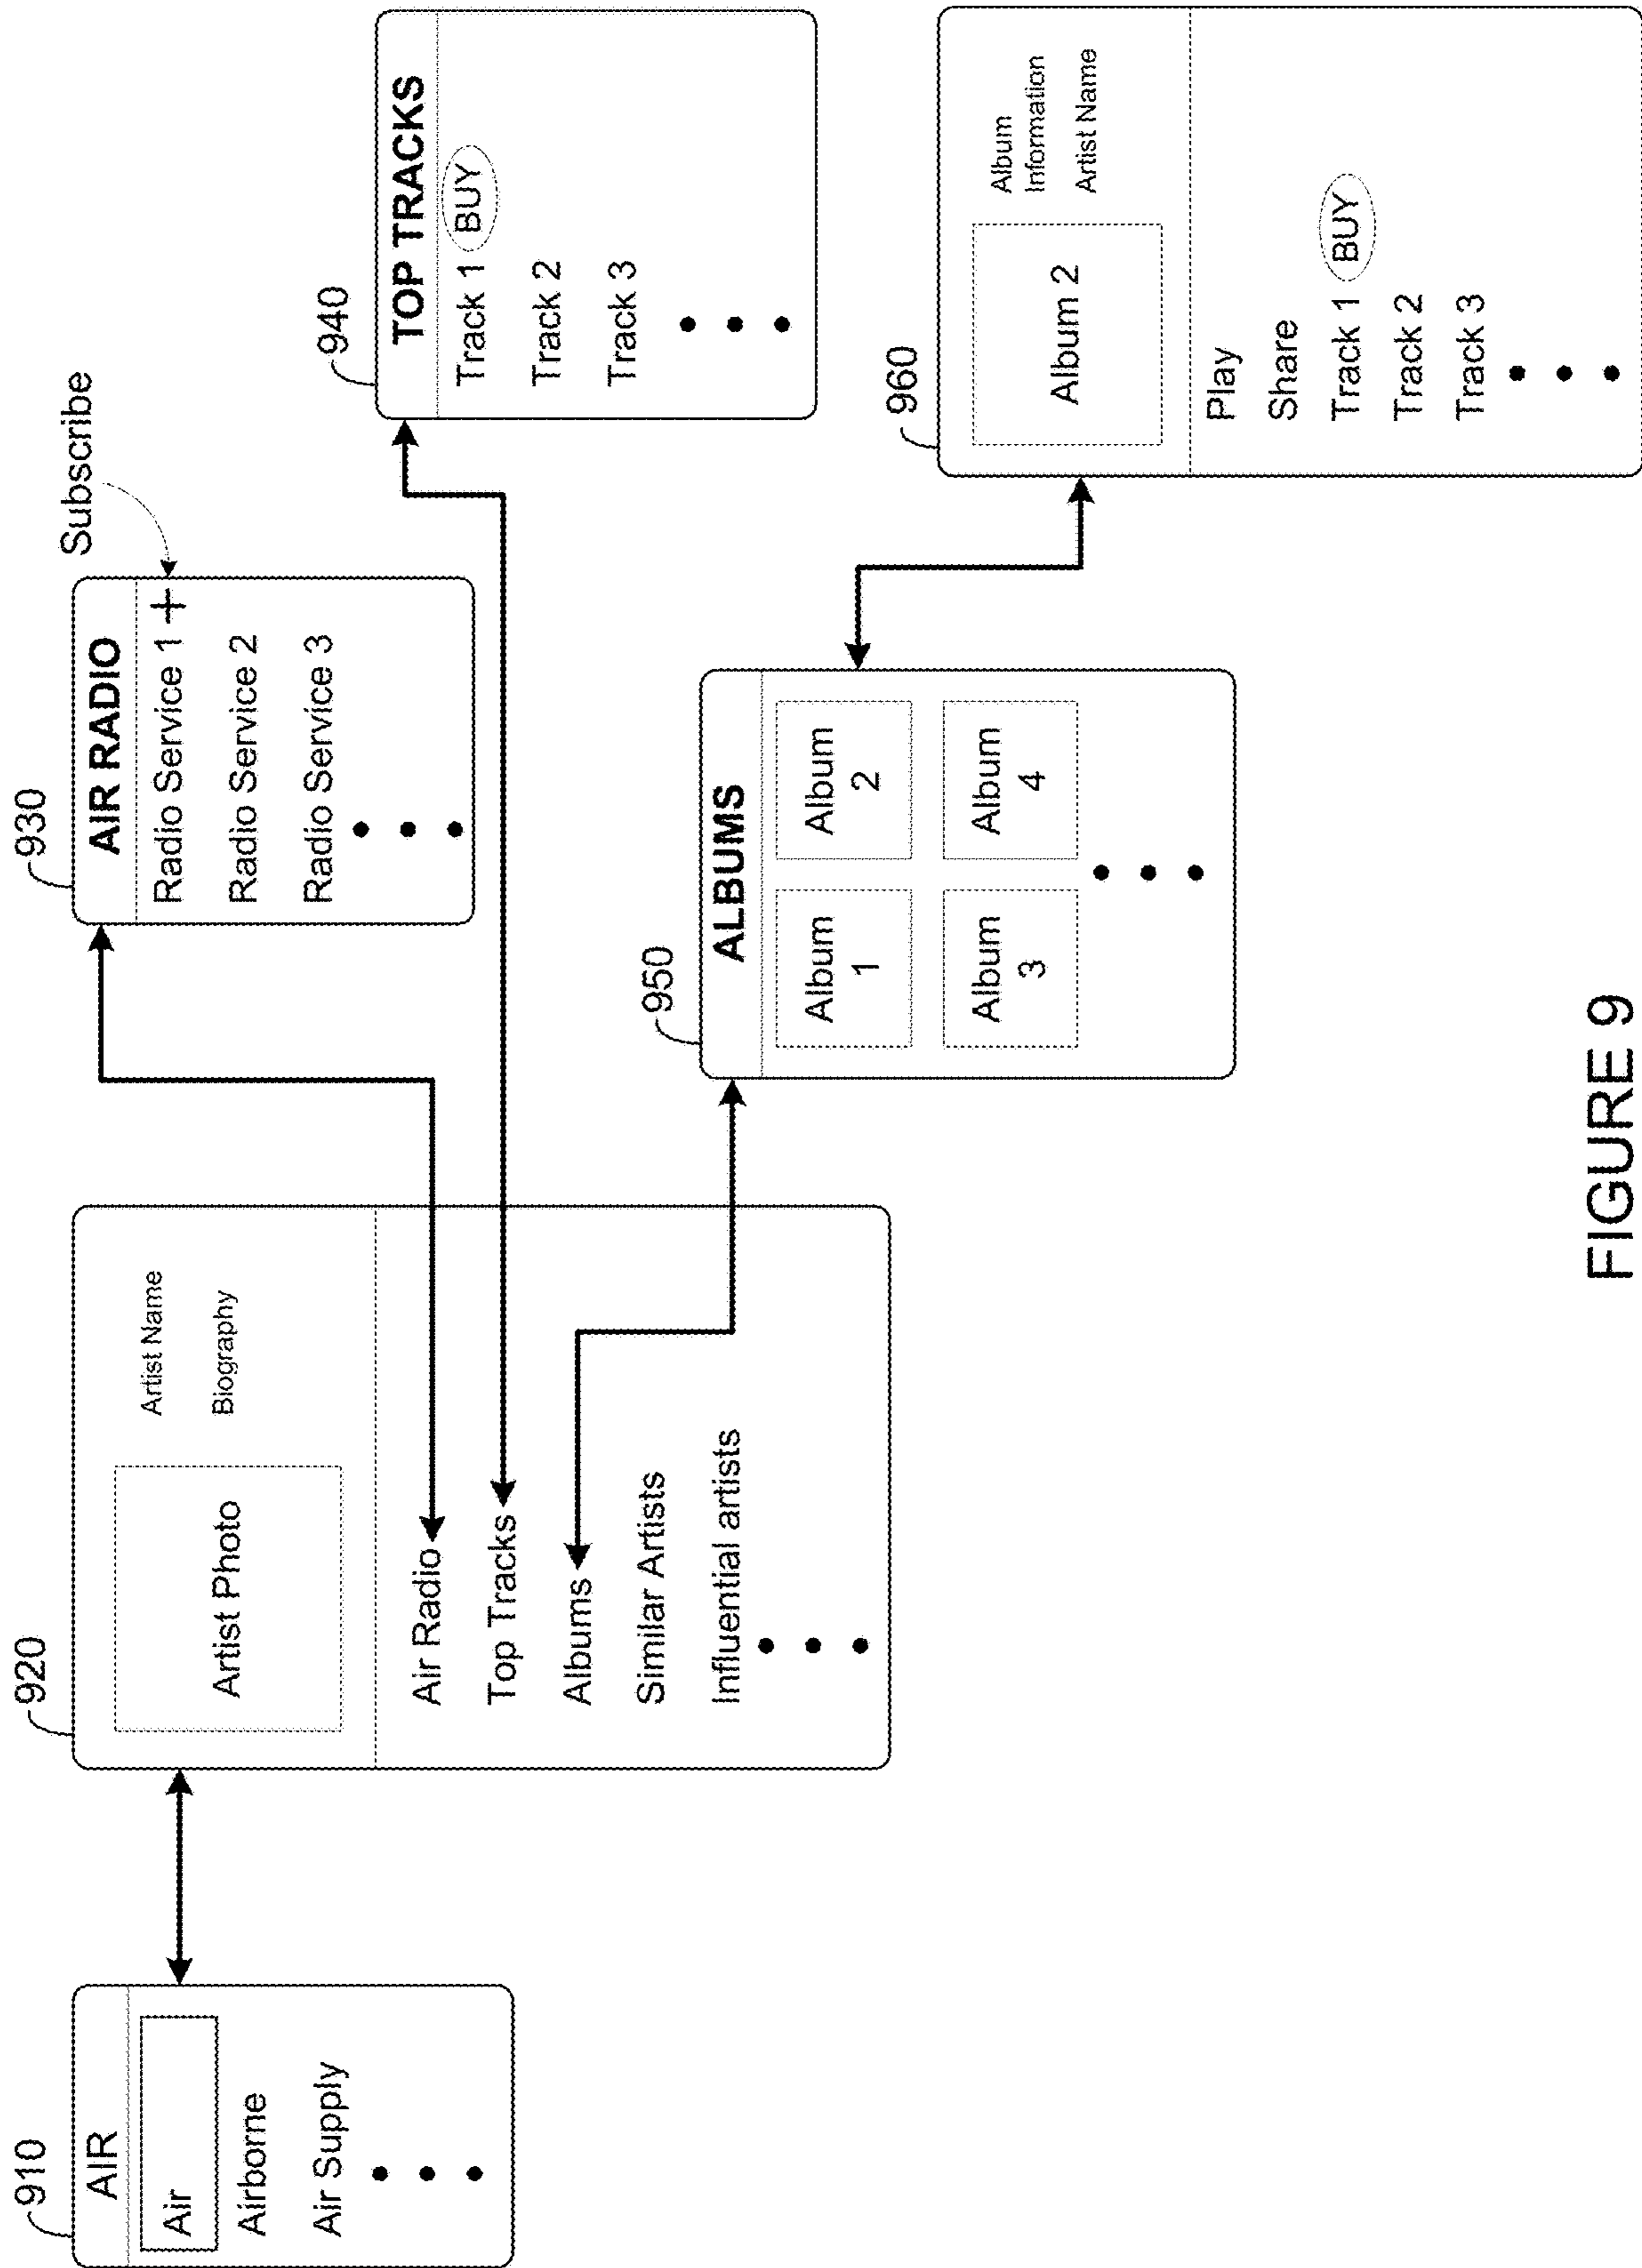 910
AIR
Air
Airborne
Air Supply
920
Artist Photo
Artist Name
Biography
Air Radio
Top Tracks
Albums
Similar Artists
Influential artists
930
AIR RADIO
Radio Service 1 +
Radio Service 2
Radio Service 3
Subscribe
940
TOP TRACKS
Track 1 BUY
Track 2
Track 3
950
ALBUMS
Album
1
Album
2
Album
3
Album
4
960
Album 2
Album
Information
Artist Name
Play
Share
Track 1 BUY
Track 2
Track 3
FIGURE 9